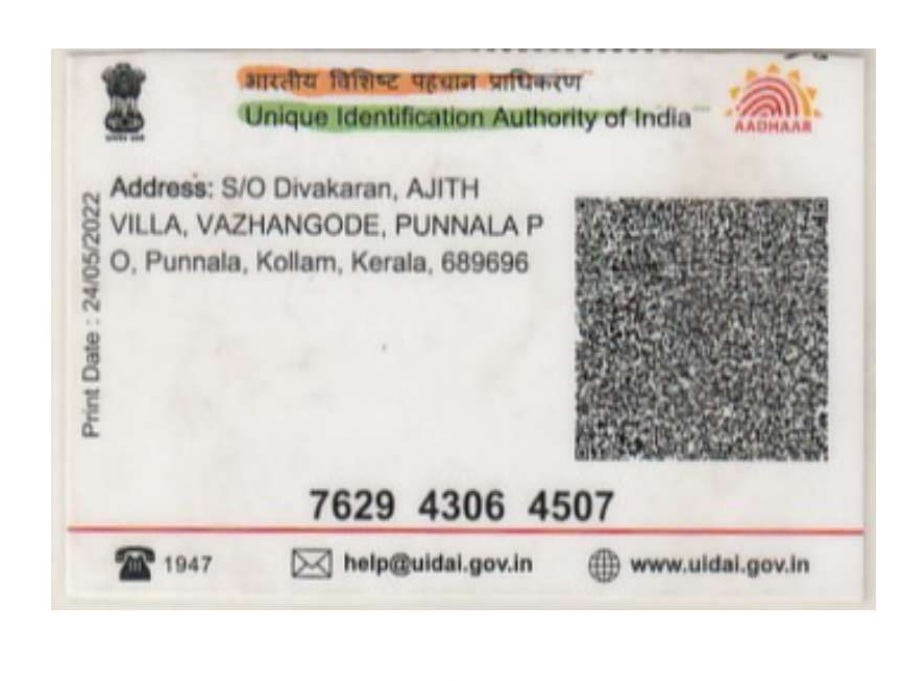 भारतीय विशिष्ट पहचान प्राधिकरण
Unique Identification Authority of India
AADHAAR
Address: S/O Divakaran, AJITH
VILLA, VAZHANGODE, PUNNALA P
O, Punnala, Kollam, Kerala, 689696
Print Date : 24/05/2022
7629 4306 4507
1947
help@uidai.gov.in
www.uidai.gov.in